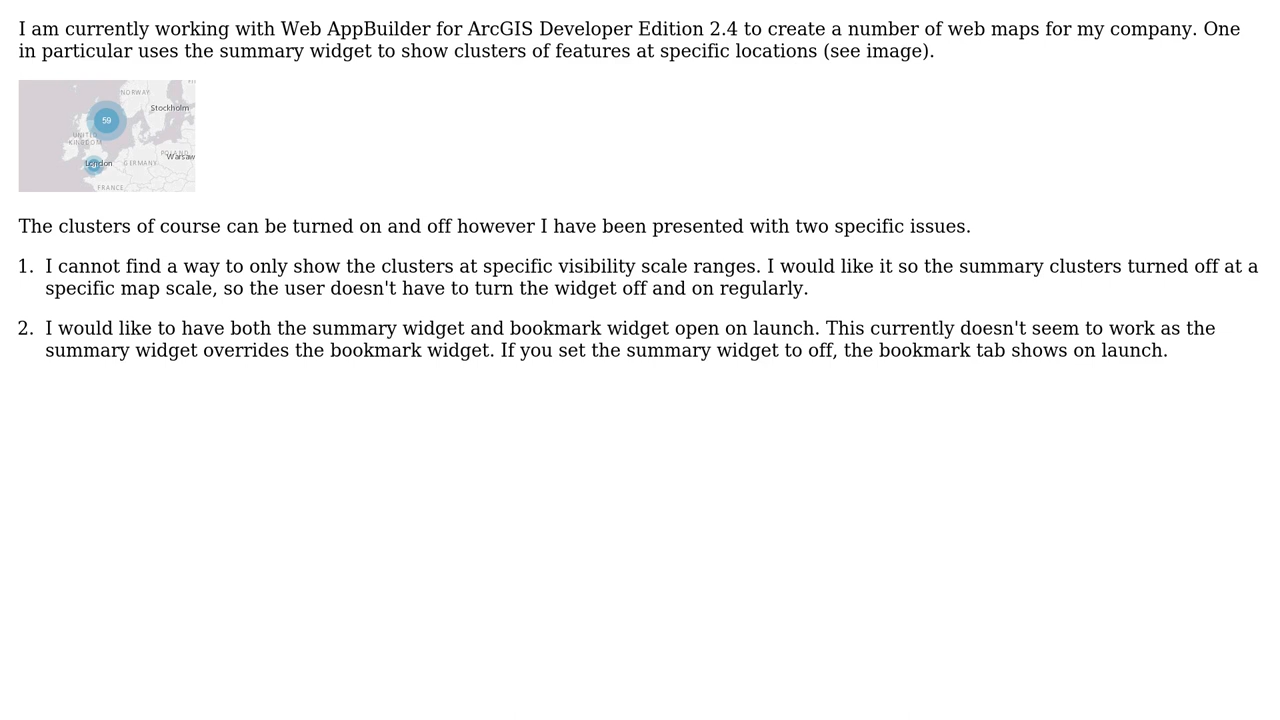 I am currently working with Web AppBuilder for ArcGIS Developer Edition 2.4 to create a number of web maps for my company. One
in particular uses the summary widget to show clusters of features at specific locations (see image).
NORWAY
Stockholm
59
UNITED
KINGDOM
POLAND
Warsaw
London
GERMANY
FRANCE
The clusters of course can be turned on and off however I have been presented with two specific issues.
1. I cannot find a way to only show the clusters at specific visibility scale ranges. I would like it so the summary clusters turned off at a
specific map scale, so the user doesn't have to turn the widget off and on regularly.
2. I would like to have both the summary widget and bookmark widget open on launch. This currently doesn't seem to work as the
summary widget overrides the bookmark widget. If you set the summary widget to off, the bookmark tab shows on launch.